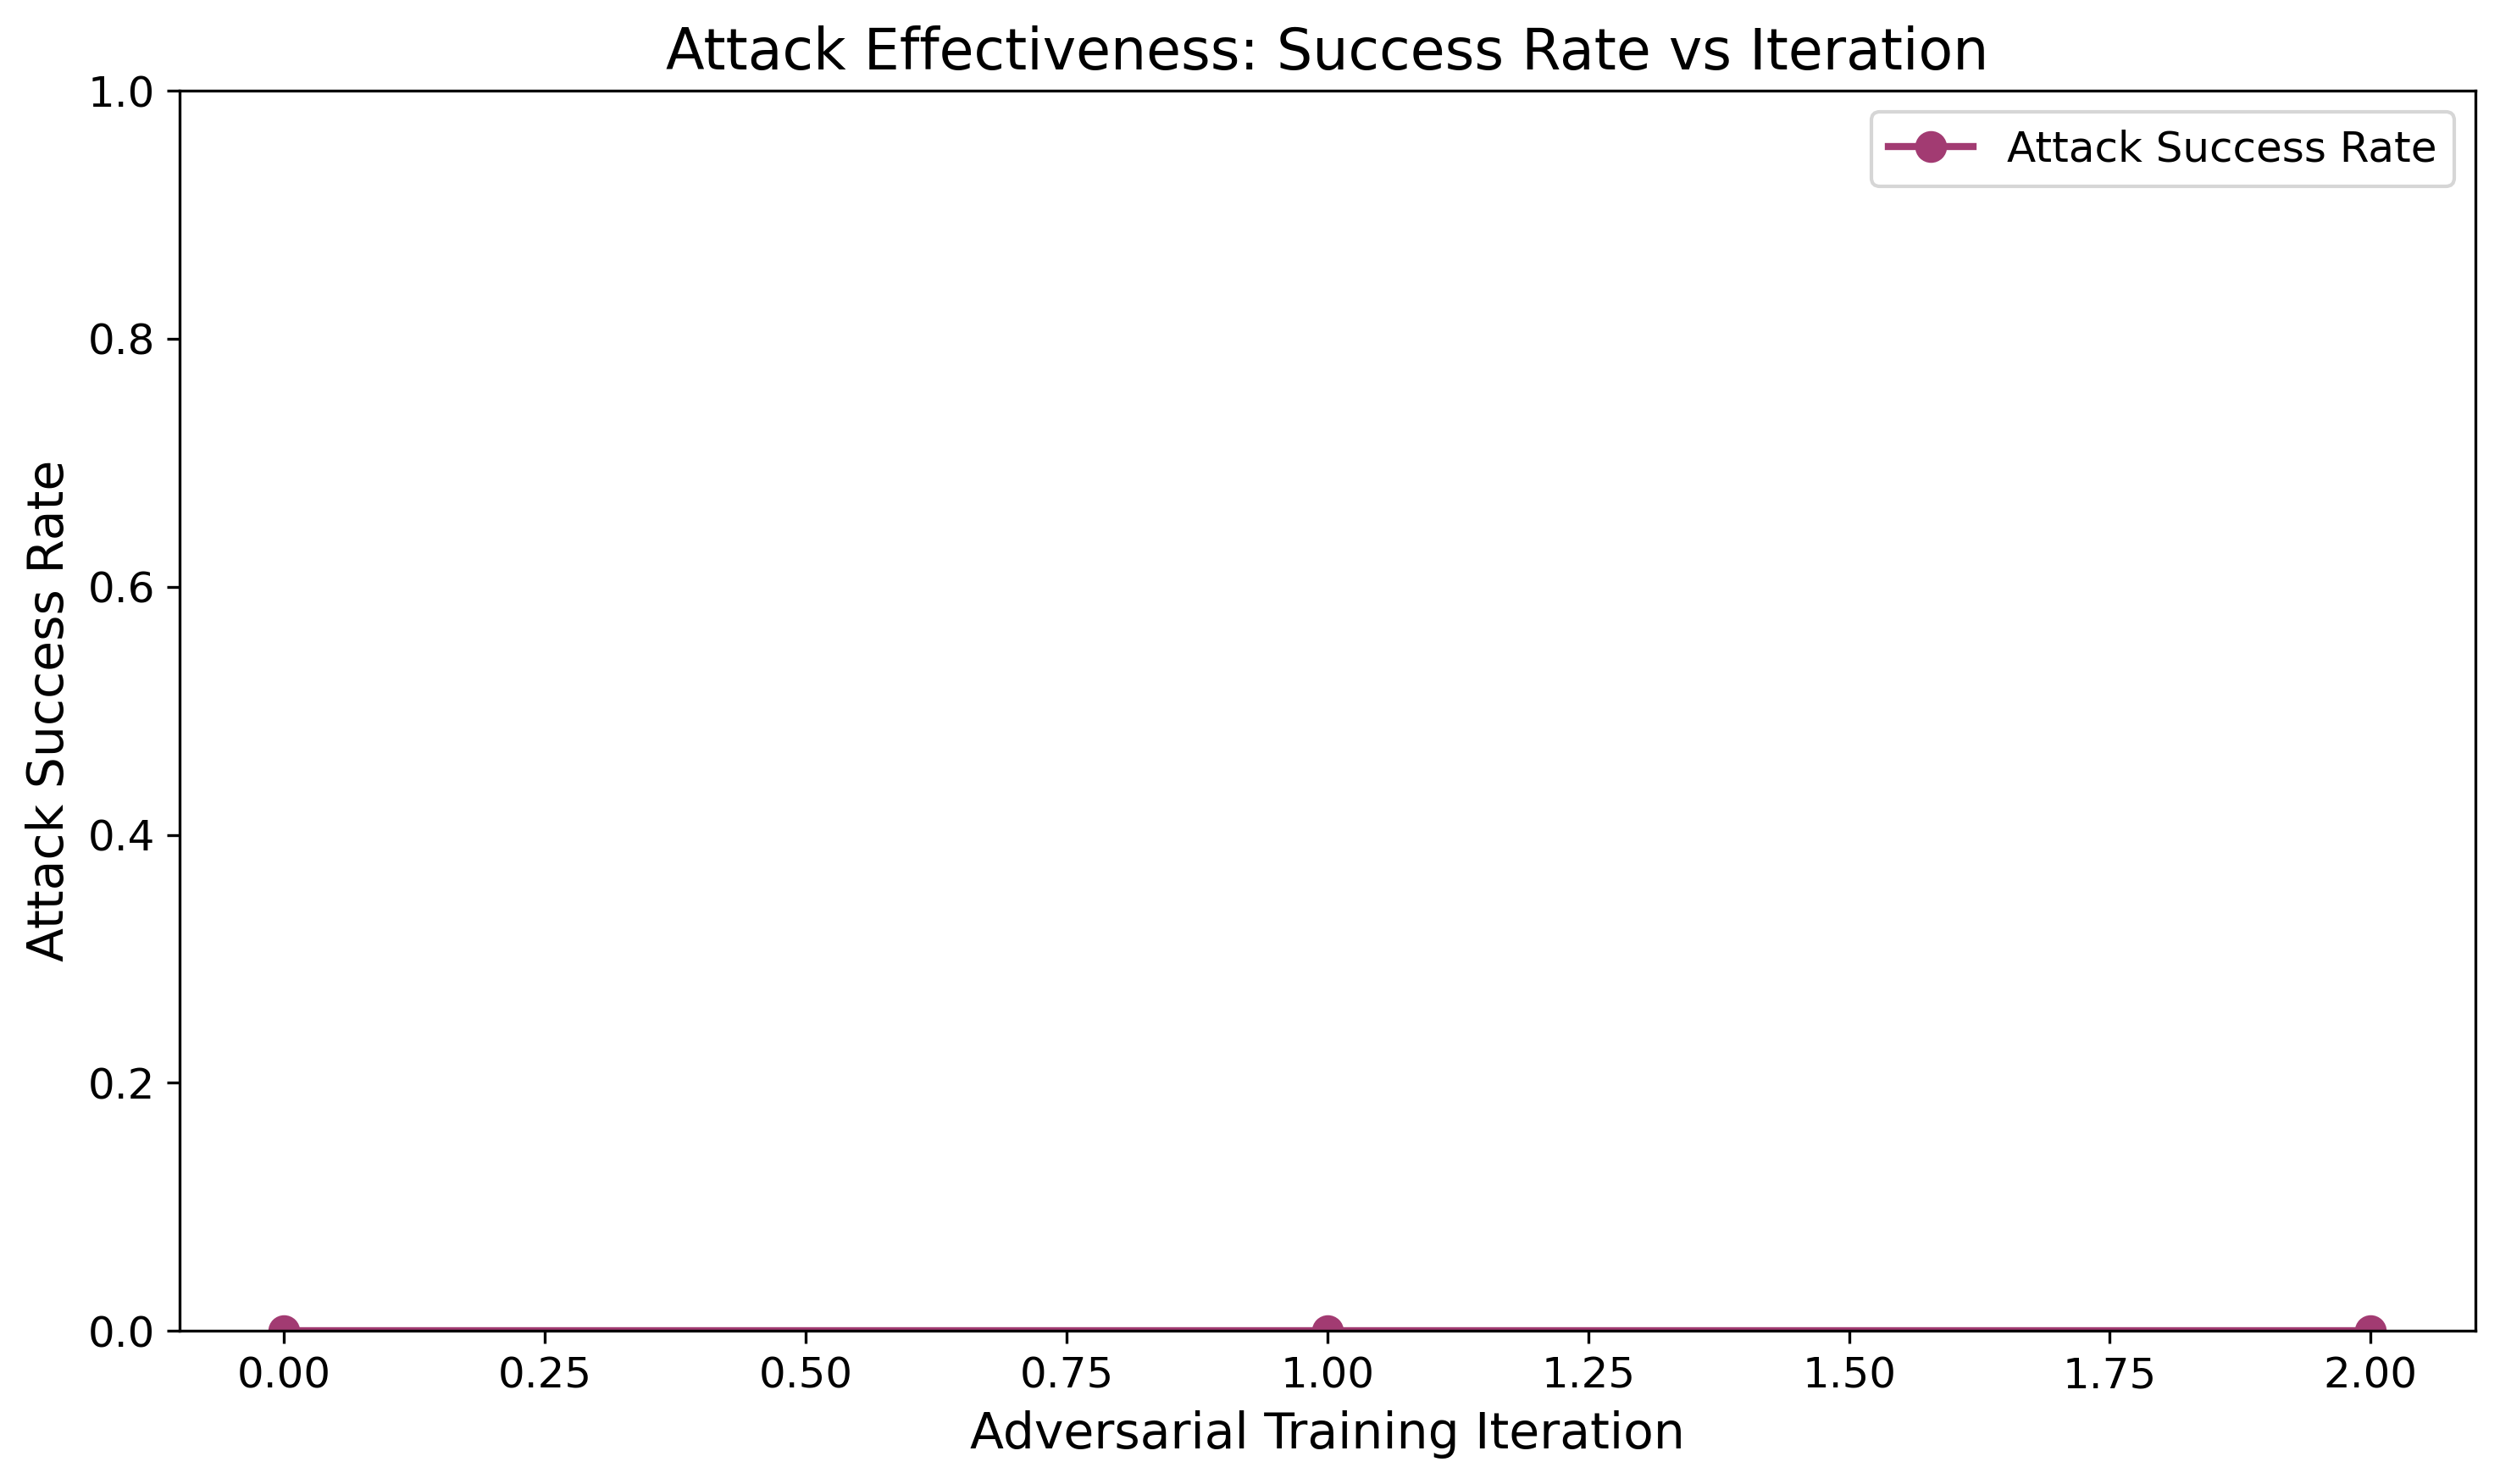 Attack Effectiveness: Success Rate vs Iteration
1.0
Attack Success Rate
0.8
0.6
0.4
0.2
0.0
Attack Success Rate
0.00 0.25 0.50 0.75 1.00 1.25 1.50 1.75 2.00
Adversarial Training Iteration